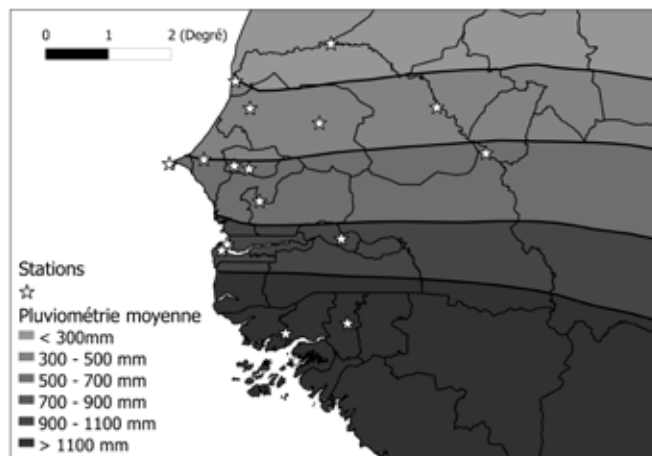 0 1 2 (Degré)
Stations
Pluviométrie moyenne
< 300mm
300 - 500 mm
500 - 700 mm
700 - 900 mm
900 - 1100 mm
> 1100 mm